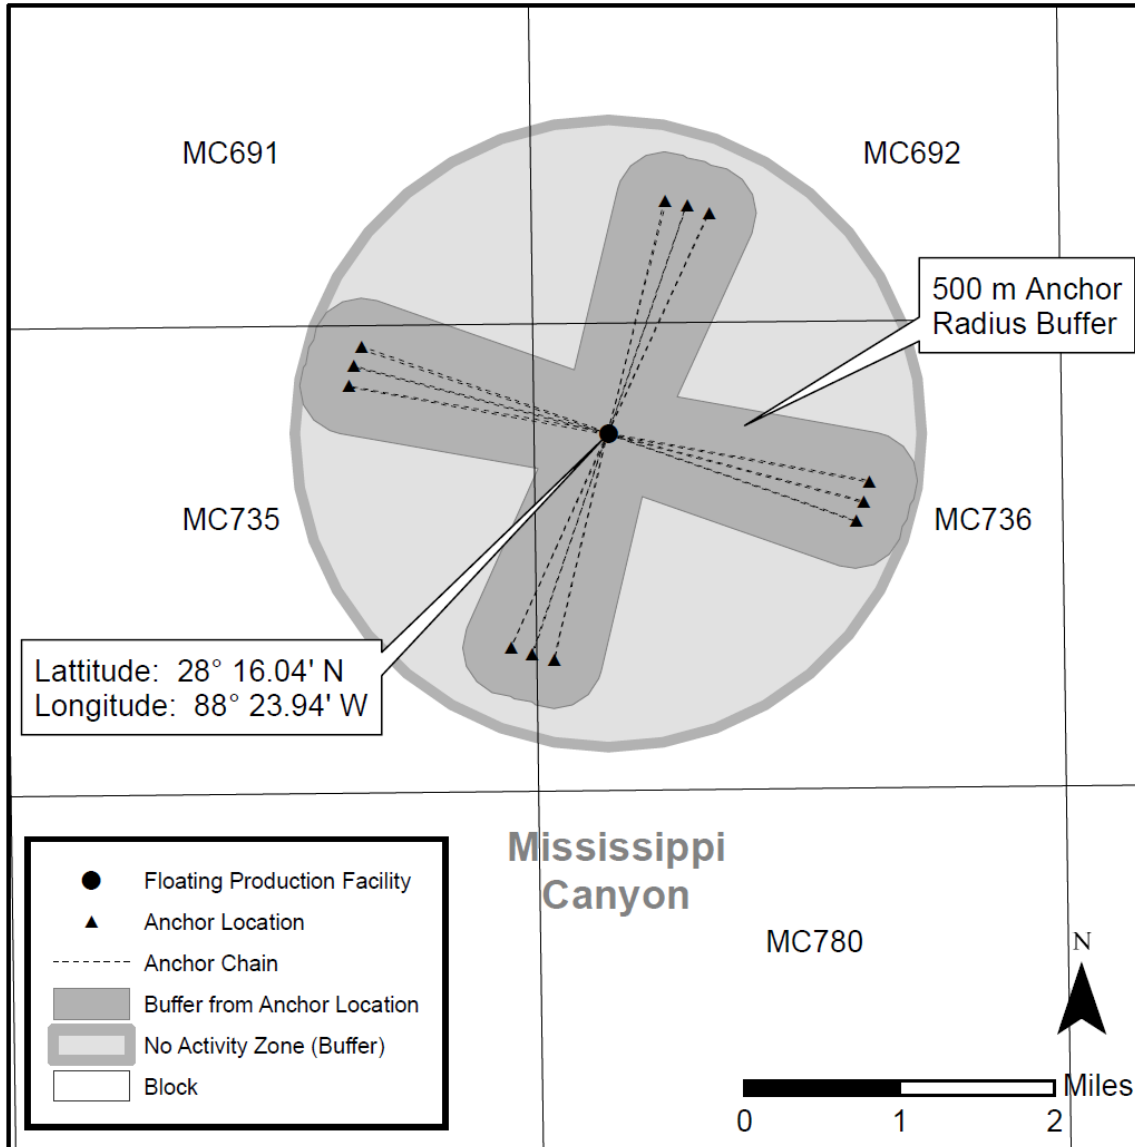 MC691
MC692
500 m Anchor
Radius Buffer
MC735
MC736
Lattitude: 28° 16.04' N
Longitude: 88° 23.94' W
Mississippi
Canyon
MC780
Floating Production Facility
Anchor Location
Anchor Chain
Buffer from Anchor Location
No Activity Zone (Buffer)
Block
N
Miles
0 1 2